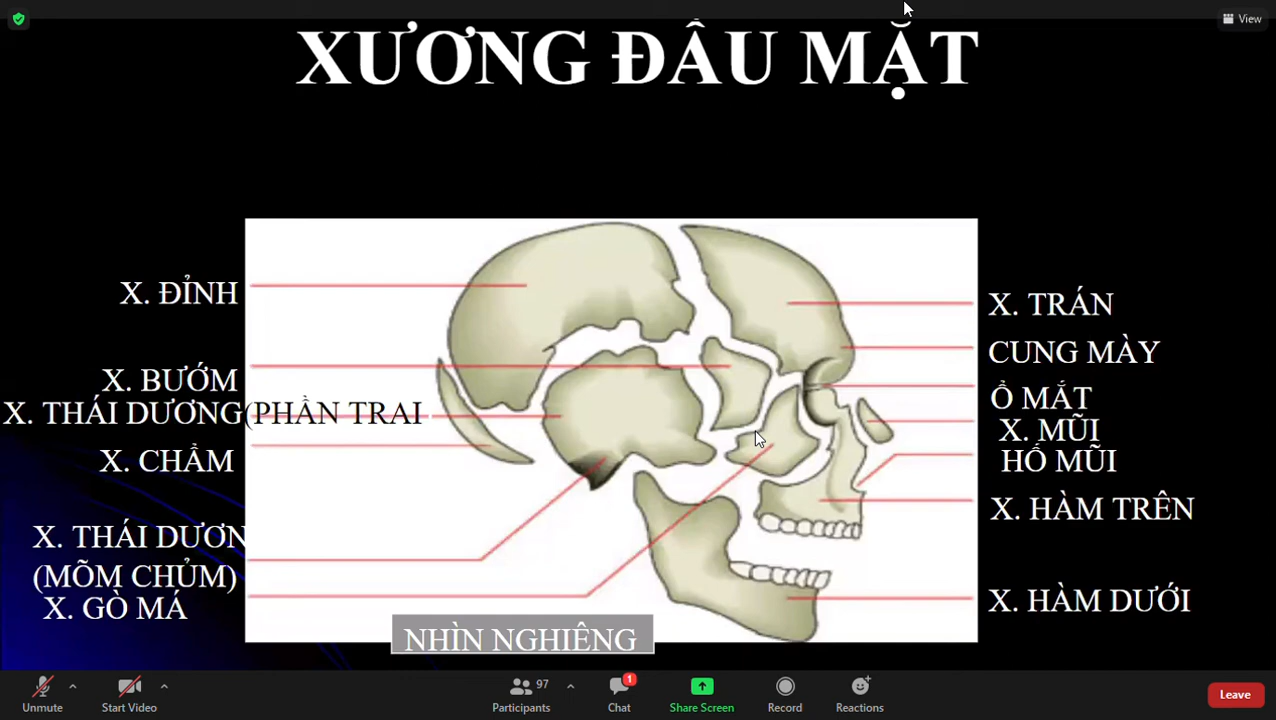 View
XƯƠNG ĐẦU MẶT
X. ĐỈNH
X. BƯỚM
X. THÁI DƯƠNG(PHẦN TRAI
X. CHẨM
X. THÁI DƯƠN
(MÕM CHỦM)
X. GÒ MÁ
X. TRÁN
CUNG MÀY
Ổ MẮT
X. MŨI
HỐ MŨI
X. HÀM TRÊN
X. HÀM DƯỚI
NHÌN NGHIÊNG
97
1
Unmute
Start Video
Participants
Chat
Share Screen
Record
Reactions
Leave